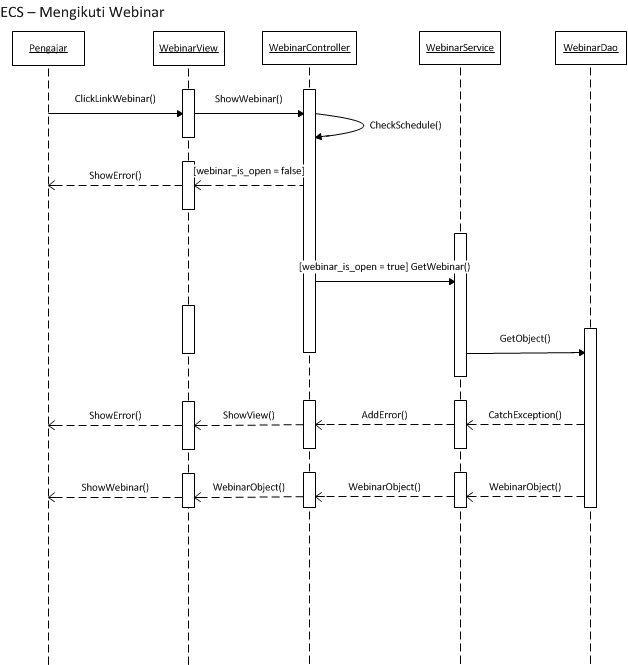 ECS – Mengikuti Webinar
Pengajar
WebinarView
WebinarController
WebinarService
WebinarDao
ClickLinkWebinar()
ShowWebinar()
CheckSchedule()
ShowError()
[webinar_is_open = false]
[webinar_is_open = true] GetWebinar()
GetObject()
ShowError()
ShowView()
AddError()
CatchException()
ShowWebinar()
WebinarObject()
WebinarObject()
WebinarObject()